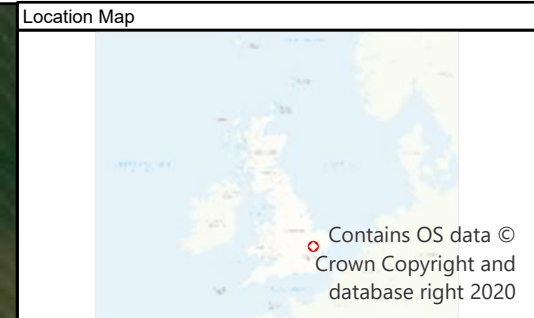 Location Map
Contains OS data ©
Crown Copyright and
database right 2020